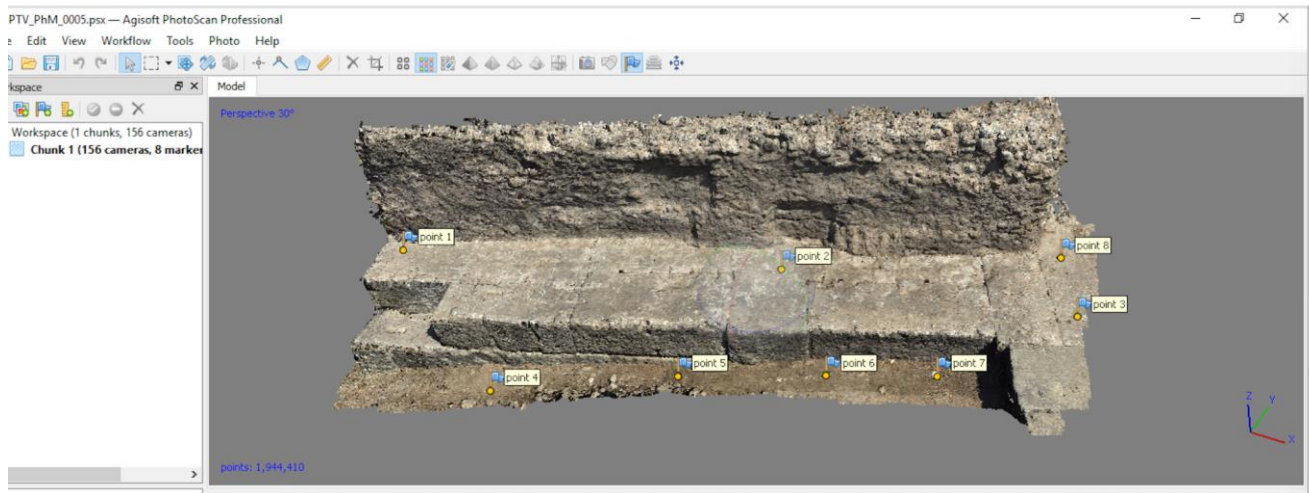 PTV_PhM_0005.psx — Agisoft PhotoScan Professional
Edit View Workflow Tools Photo Help
Model
Workspace (1 chunks, 156 cameras)
Chunk 1 (156 cameras, 8
Perspective 30°
point 1
point 2
point 8
point 3
point 5
point 6
point 7
point 4
Z Y
X
points: 1,944,410